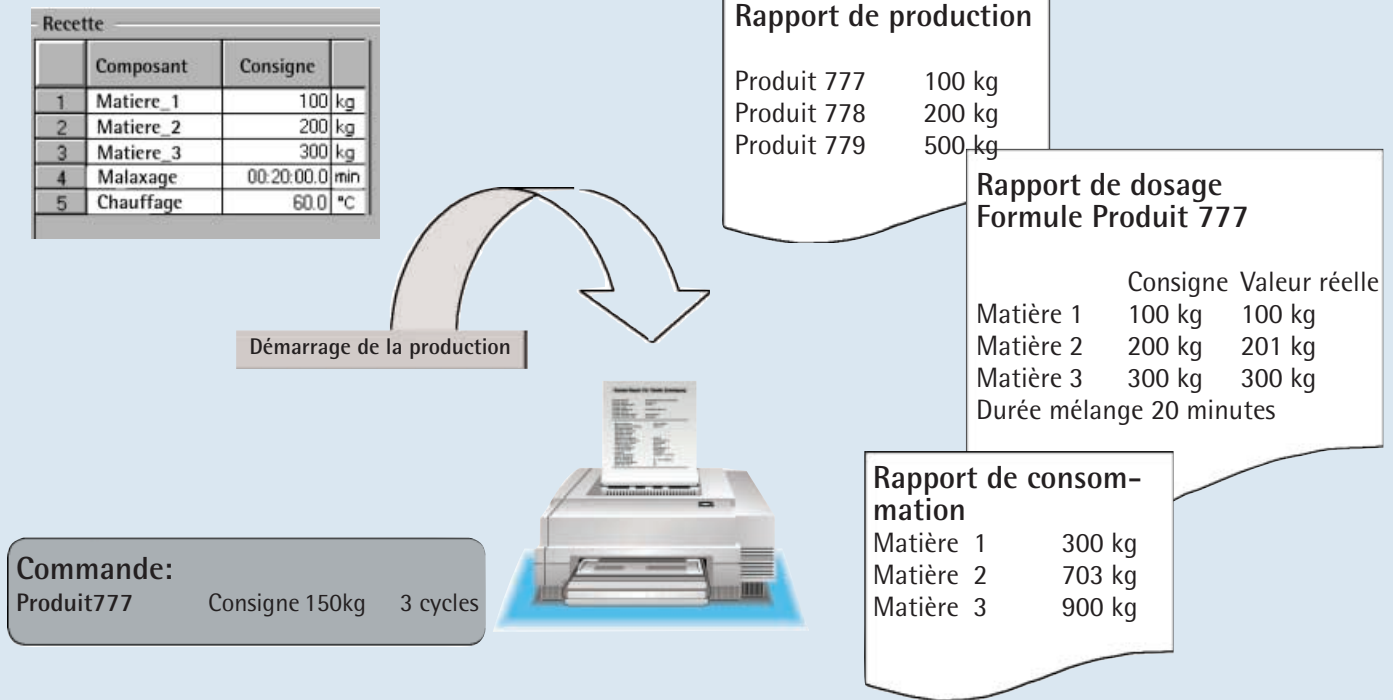 Recette
Composant Consigne
1 Matiere_1 100 kg
2 Matiere_2 200 kg
3 Matiere_3 300 kg
4 Malaxage 00:20:00.0 min
5 Chauffage 60.0 °C
Démarrage de la production
Commande:
Produit777 Consigne 150kg 3 cycles
Rapport de production
Produit 777 100 kg
Produit 778 200 kg
Produit 779 500 kg
Rapport de dosage
Formule Produit 777
Consigne Valeur réelle
Matière 1 100 kg 100 kg
Matière 2 200 kg 201 kg
Matière 3 300 kg 300 kg
Durée mélange 20 minutes
Rapport de consom-
mation
Matière 1 300 kg
Matière 2 703 kg
Matière 3 900 kg